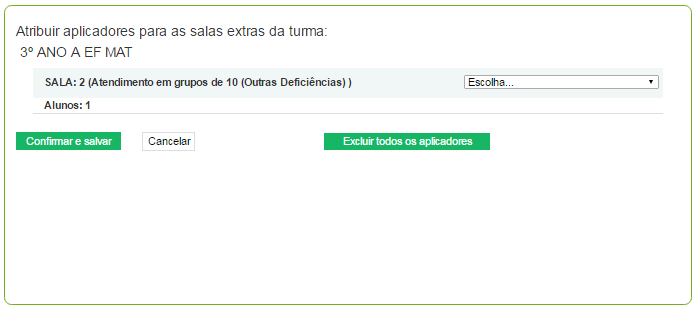 Atribuir aplicadores para as salas extras da turma:
3º ANO A EF MAT
SALA: 2 (Atendimento em grupos de 10 (Outras Deficiências) ) Escolha...
Alunos: 1
Confirmar e salvar Cancelar Excluir todos os aplicadores